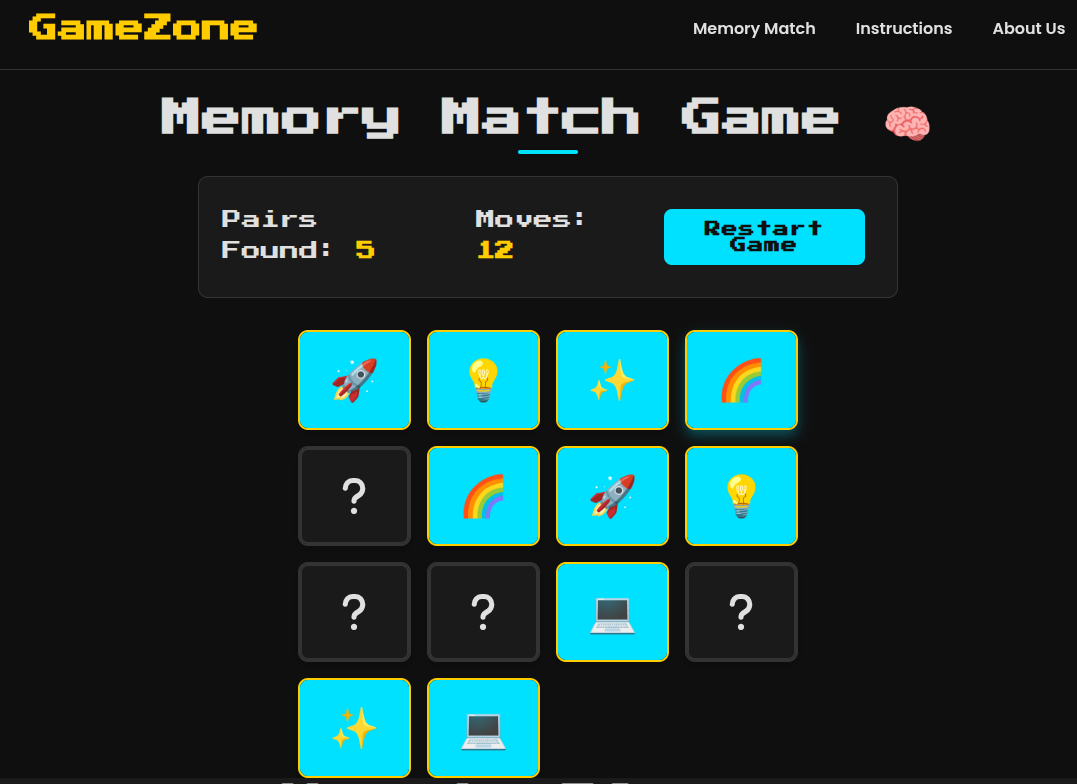 GameZone
Memory Match Instructions About Us
Memory Match Game 🧠
Pairs
Found: 5
Moves:
12
Restart
Game
?
? ? ?